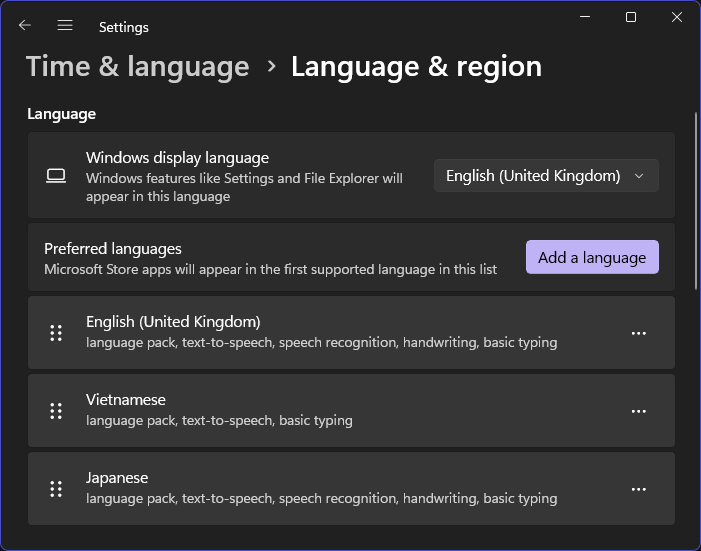 Settings
Time & language > Language & region
Language
Windows display language
Windows features like Settings and File Explorer will
appear in this language
English (United Kingdom)
Preferred languages
Microsoft Store apps will appear in the first supported language in this list
Add a language
English (United Kingdom)
language pack, text-to-speech, speech recognition, handwriting, basic typing
Vietnamese
language pack, text-to-speech, basic typing
Japanese
language pack, text-to-speech, speech recognition, handwriting, basic typing